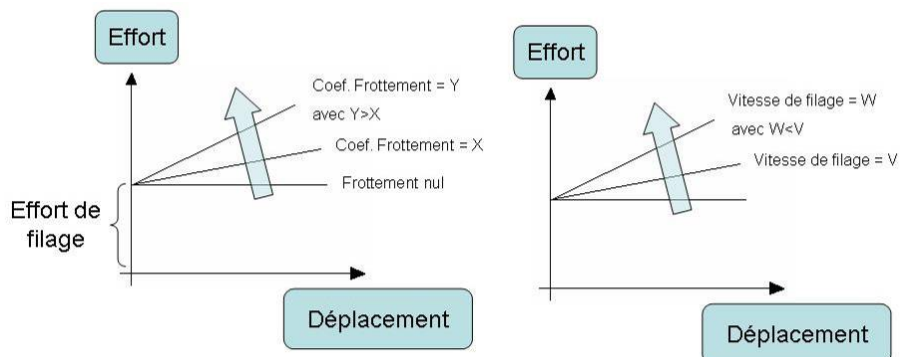 Effort
Coef. Frottement = Y
avec Y>X
Coef. Frottement = X
Frottement nul
Effort de
filage
Déplacement
Effort
Vitesse de filage = W
avec W<V
Vitesse de filage = V
Déplacement